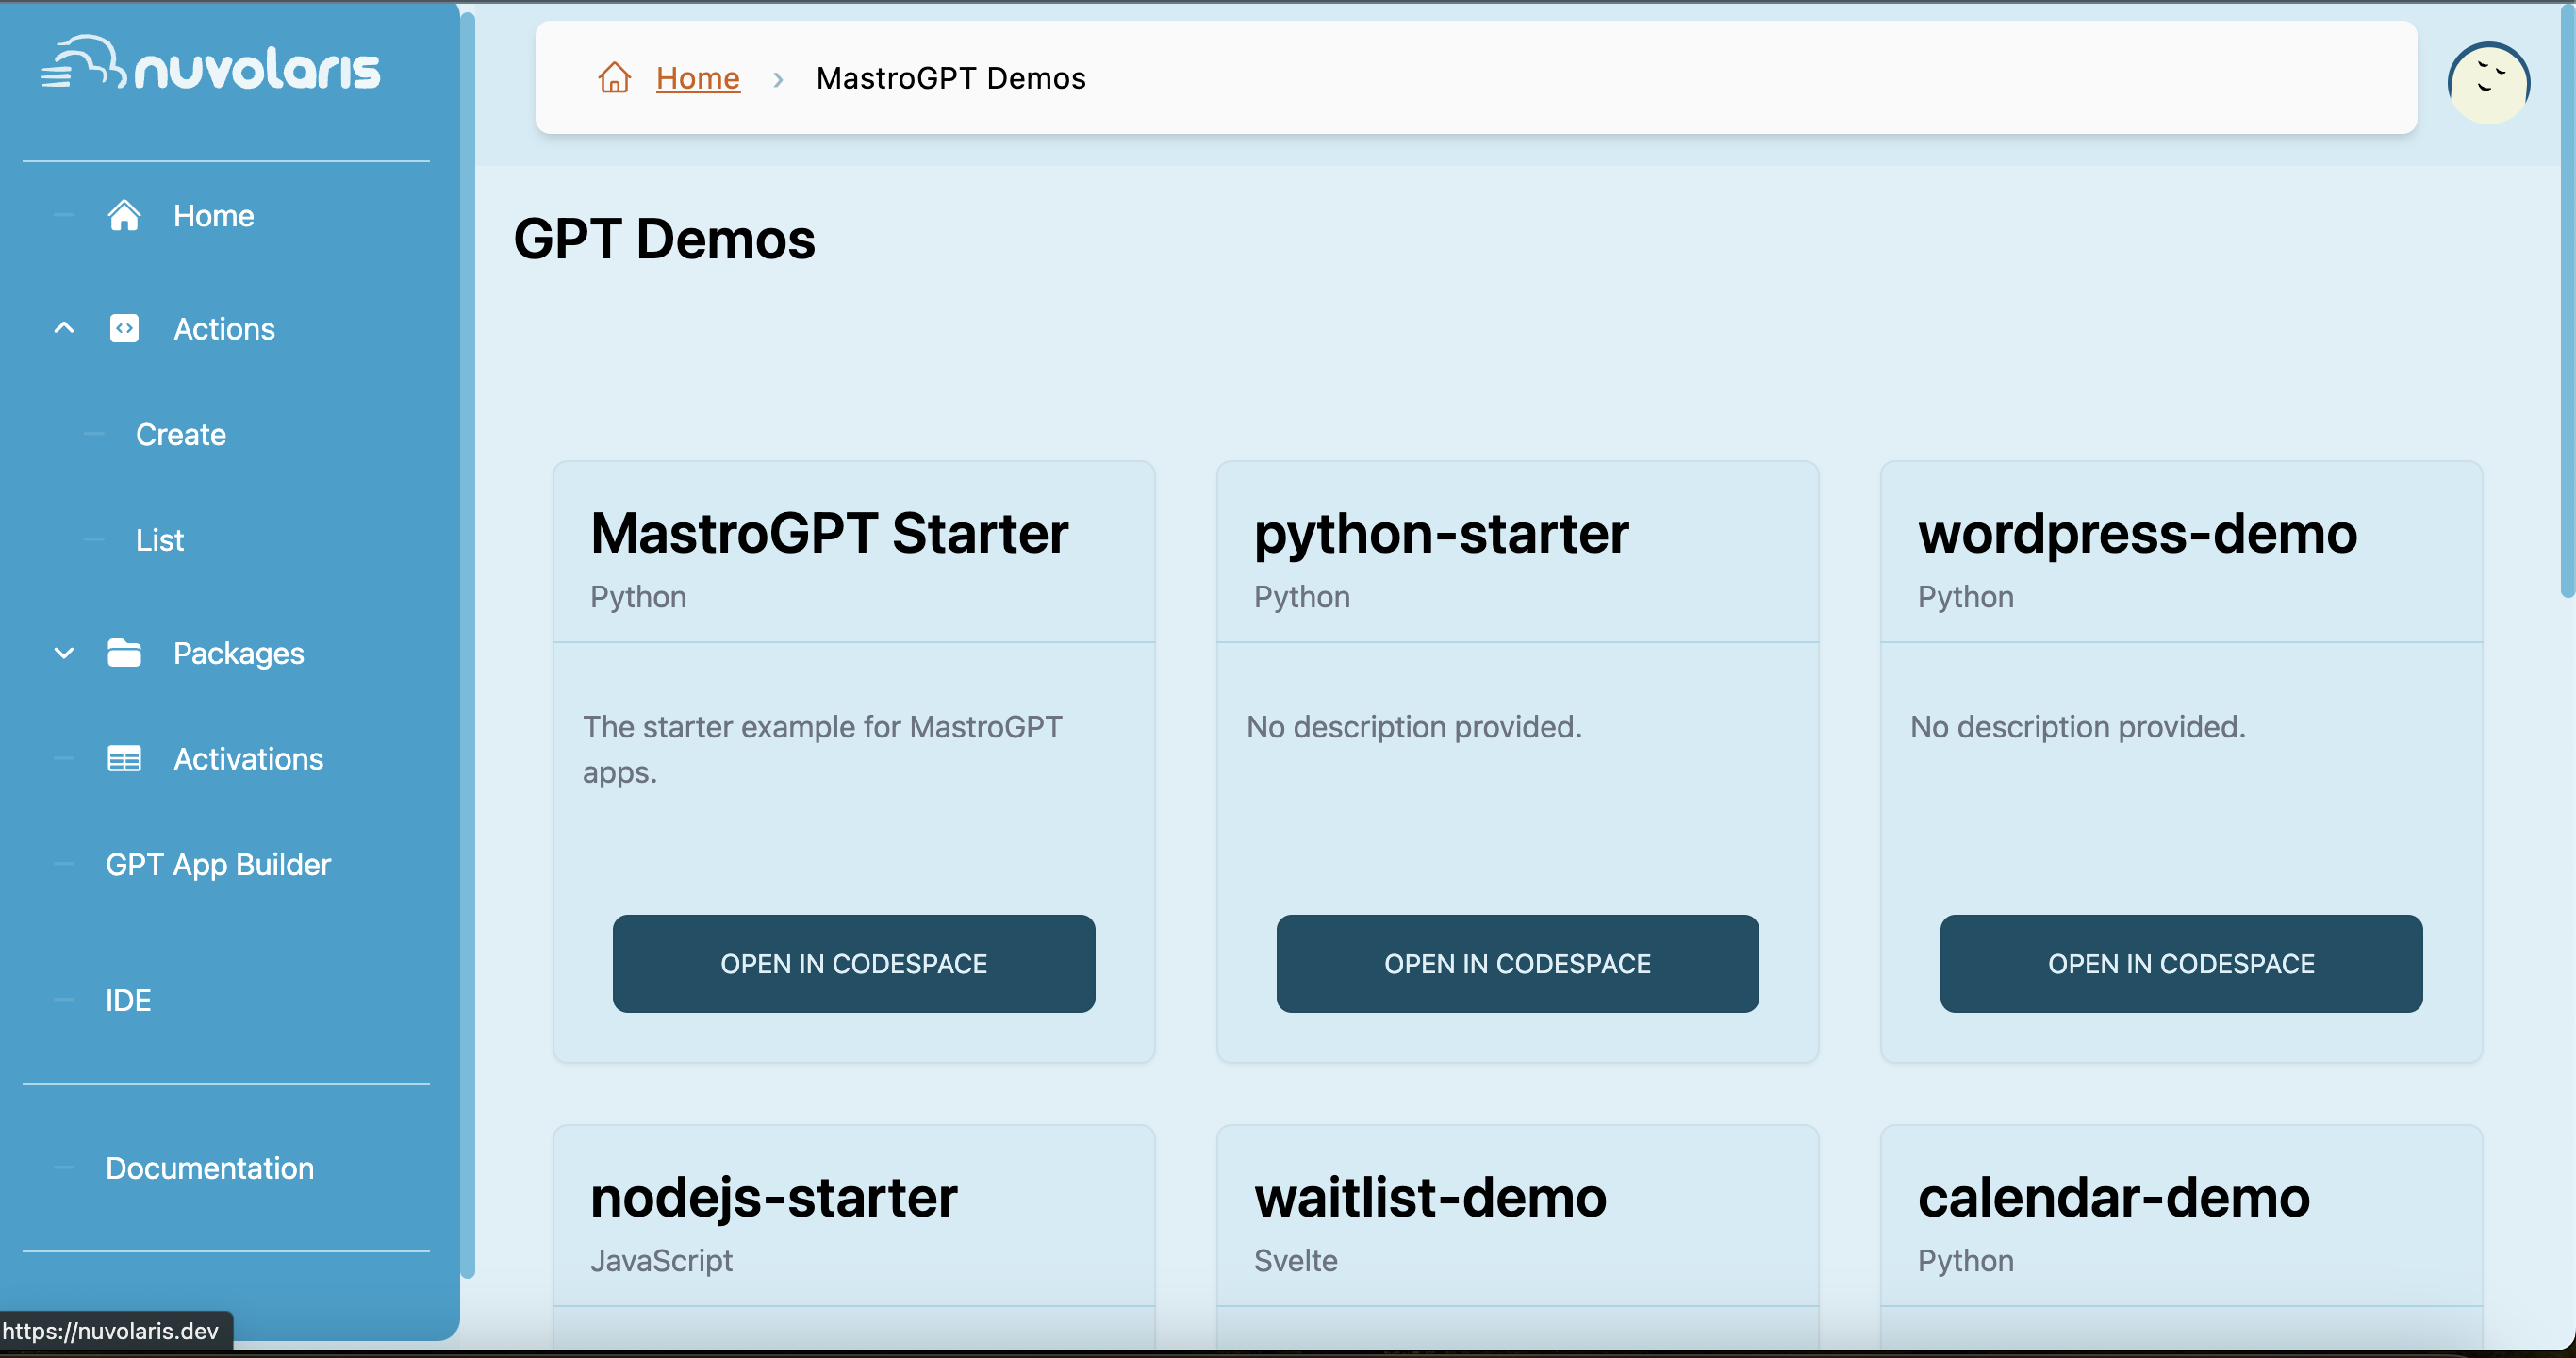 nuvolaris
Home
Actions
Create
List
Packages
Activations
GPT App Builder
IDE
Documentation
https://nuvolaris.dev
Home › MastroGPT Demos
GPT Demos
MastroGPT Starter
Python
The starter example for MastroGPT
apps.
OPEN IN CODESPACE
python-starter
Python
No description provided.
OPEN IN CODESPACE
wordpress-demo
Python
No description provided.
OPEN IN CODESPACE
nodejs-starter
JavaScript
waitlist-demo
Svelte
calendar-demo
Python